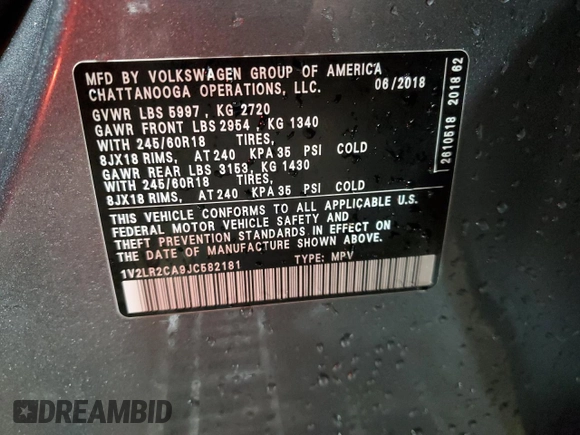 MFD BY VOLKSWAGEN GROUP OF AMERICA
CHATTANOOGA OPERATIONS, LLC. 06/2018
GVWR LBS 5997 , KG 2720
GAWR FRONT LBS 2954 , KG 1340
WITH 245/60R18 TIRES,
8JX18 RIMS, AT 240 KPA 35 PSI COLD
GAWR REAR LBS 3153, KG 1430
WITH 245/60R18 TIRES,
8JX18 RIMS, AT 240 KPA 35 PSI COLD
THIS VEHICLE CONFORMS TO ALL APPLICABLE U.S.
FEDERAL MOTOR VEHICLE SAFETY AND
THEFT PREVENTION STANDARDS IN EFFECT ON
THE DATE OF MANUFACTURE SHOWN ABOVE.
1V2LR2CA9JC582181 TYPE: MPV
2810518 2018 62
DREAMBID